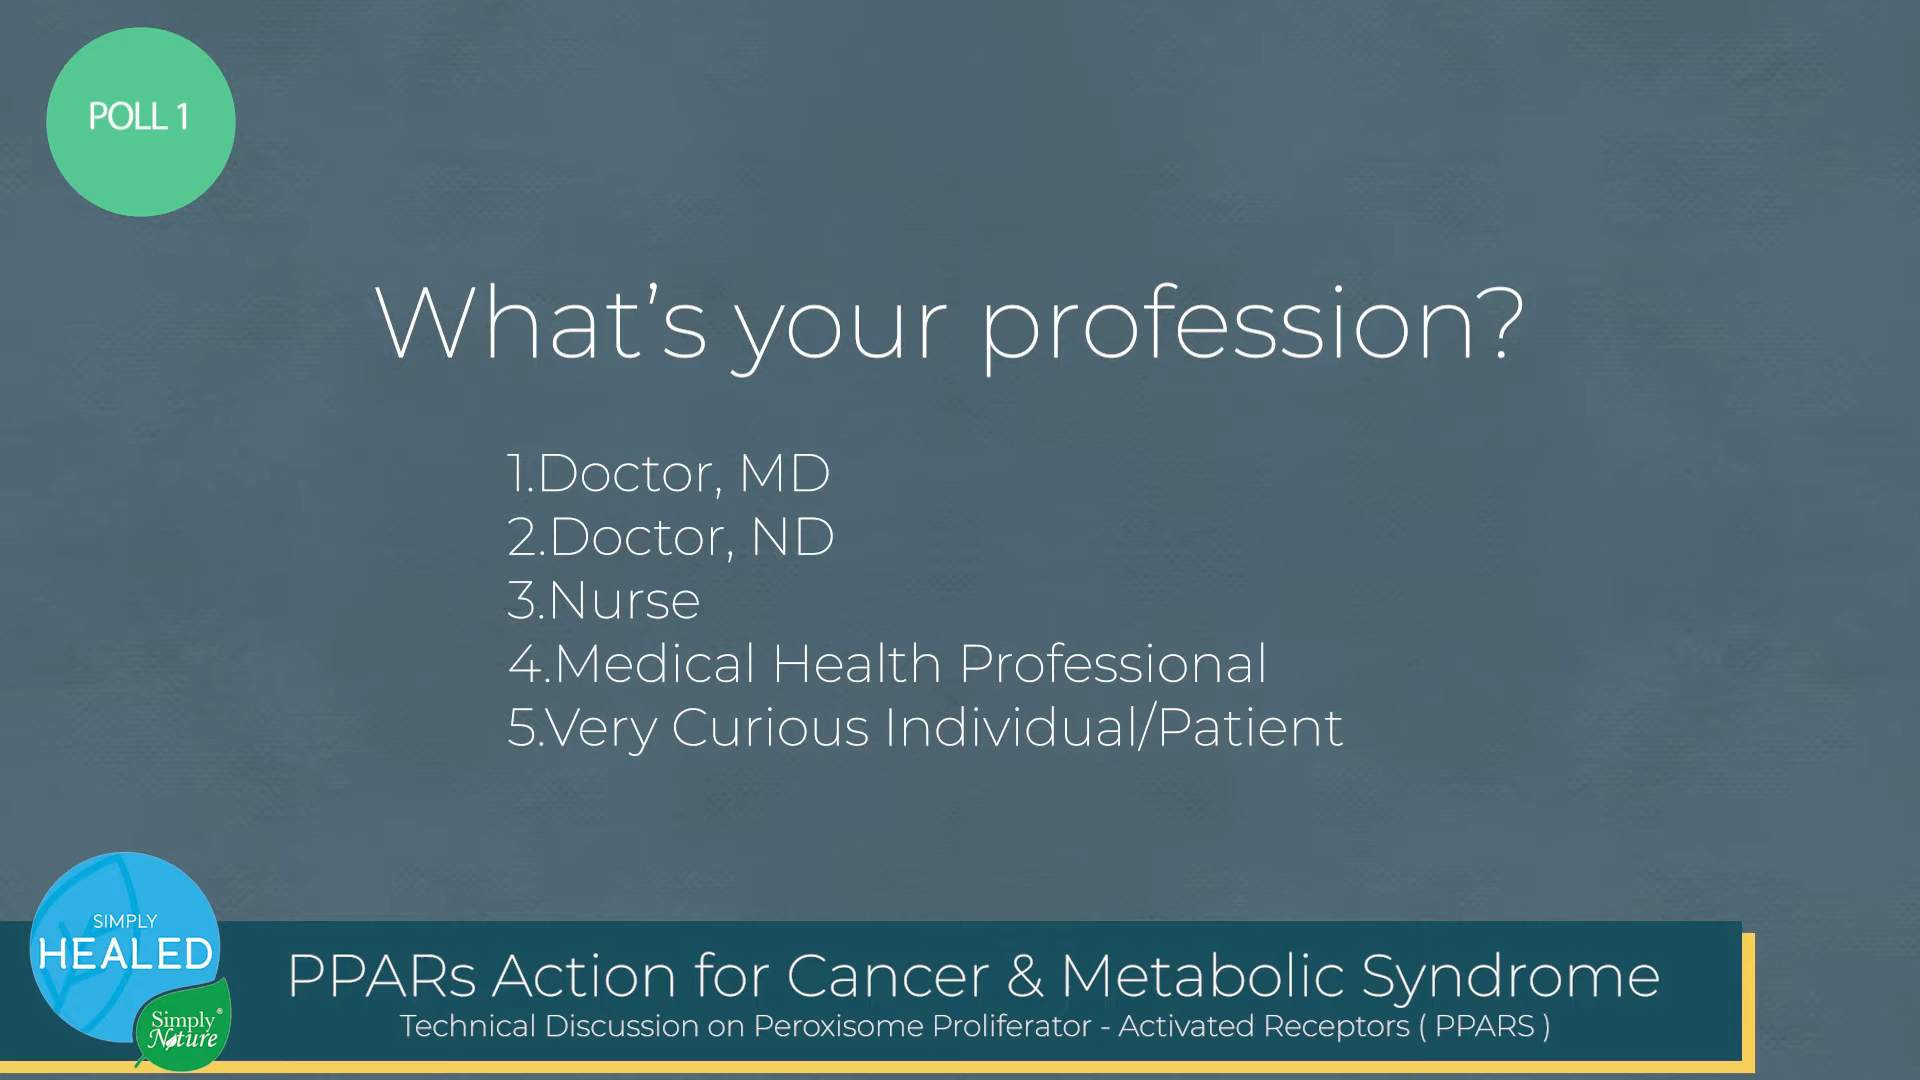 POLL 1
What's your profession?
1.Doctor, MD
2.Doctor, ND
3.Nurse
4.Medical Health Professional
5.Very Curious Individual/Patient
SIMPLY
HEALED
Simply®
Nature
PPARs Action for Cancer & Metabolic Syndrome
Technical Discussion on Peroxisome Proliferator - Activated Receptors ( PPARS )